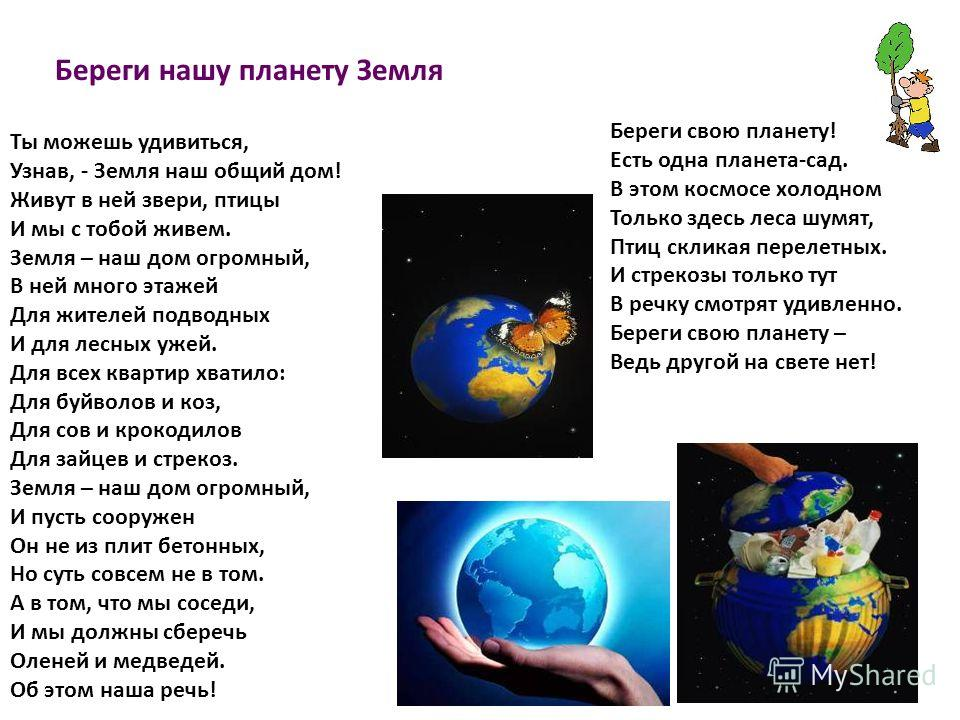 Береги нашу планету Земля
Ты можешь удивиться,
Узнав, - Земля наш общий дом!
Живут в ней звери, птицы
И мы с тобой живем.
Земля – наш дом огромный,
В ней много этажей
Для жителей подводных
И для лесных ужей.
Для всех квартир хватило:
Для буйволов и коз,
Для сов и крокодилов
Для зайцев и стрекоз.
Земля – наш дом огромный,
И пусть сооружен
Он не из плит бетонных,
Но суть совсем не в том.
А в том, что мы соседи,
И мы должны сберечь
Оленей и медведей.
Об этом наша речь!
Береги свою планету!
Есть одна планета-сад.
В этом космосе холодном
Только здесь леса шумят,
Птиц скликая перелетных.
И стрекозы только тут
В речку смотрят удивленно.
Береги свою планету –
Ведь другой на свете нет!
MyShared